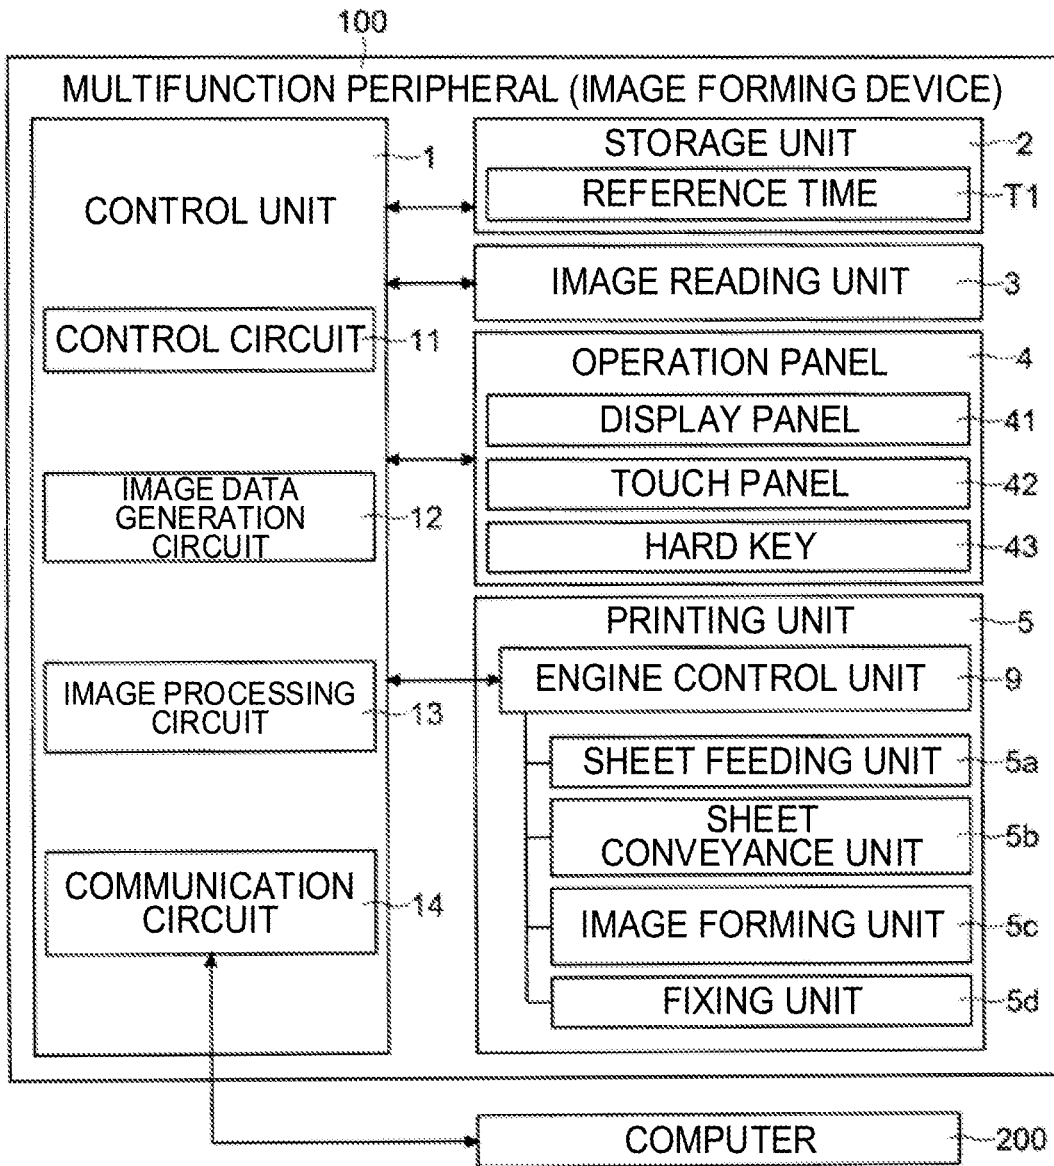 100
MULTIFUNCTION PERIPHERAL (IMAGE FORMING DEVICE)
1
CONTROL UNIT
CONTROL CIRCUIT
11
IMAGE DATA
GENERATION
CIRCUIT
12
IMAGE PROCESSING
CIRCUIT
13
COMMUNICATION
CIRCUIT
14
STORAGE UNIT
2
REFERENCE TIME
T1
IMAGE READING UNIT
3
OPERATION PANEL
4
DISPLAY PANEL
41
TOUCH PANEL
42
HARD KEY
43
PRINTING UNIT
5
ENGINE CONTROL UNIT
9
SHEET FEEDING UNIT
5a
SHEET
CONVEYANCE UNIT
5b
IMAGE FORMING UNIT
5c
FIXING UNIT
5d
COMPUTER
200